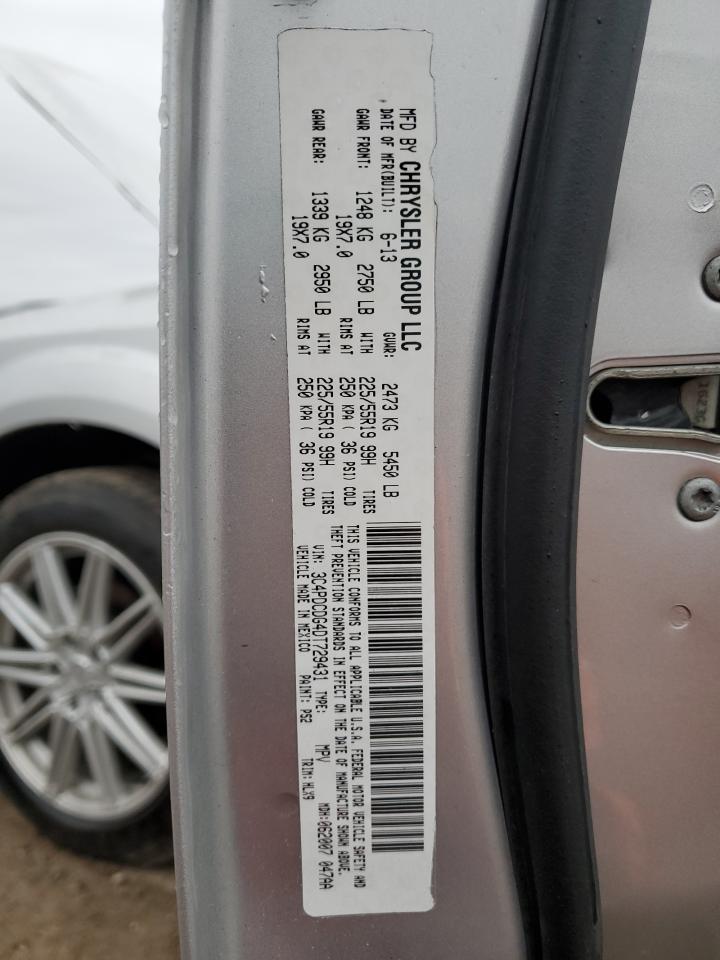 MFD BY CHRYSLER GROUP LLC
DATE OF MFR(BUILT): 6-13 GVWR: 2473 KG 5450 LB
GAWR FRONT: 1248 KG 2750 LB WITH 225/55R19 99H TIRES
19X7.0 RIMS AT 250 KPA ( 36 PSI) COLD
GAWR REAR: 1339 KG 2950 LB WITH 225/55R19 99H TIRES
19X7.0 RIMS AT 250 KPA ( 36 PSI) COLD
THIS VEHICLE CONFORMS TO ALL APPLICABLE U.S.A. FEDERAL MOTOR VEHICLE SAFETY AND
THEFT PREVENTION STANDARDS IN EFFECT ON THE DATE OF MANUFACTURE SHOWN ABOVE.
VIN: 3C4PDCDG4DT729431 TYPE: MPV MDH:062007 047AA
VEHICLE MADE IN MEXICO PAINT: PS2 TRIM: HLX9